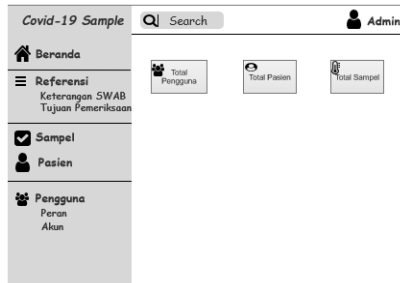 Covid-19 Sample
Search
Admin
Beranda
Referensi
Keterangan SWAB
Tujuan Pemeriksaan
Sampel
Pasien
Pengguna
Peran
Akun
Total
Pengguna
Total Pasien
Total Sampel